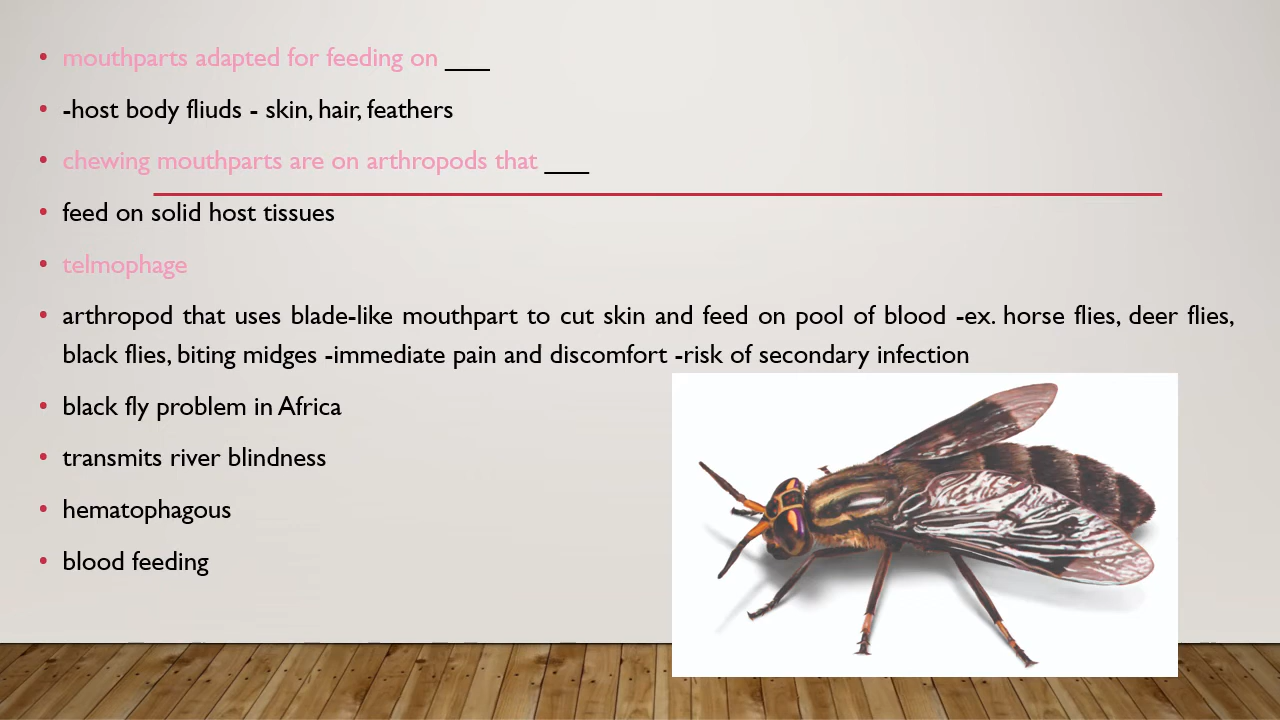 • mouthparts adapted for feeding on ___
• -host body fliuds - skin, hair, feathers
• chewing mouthparts are on arthropods that ___
• feed on solid host tissues
• telmophage
• arthropod that uses blade-like mouthpart to cut skin and feed on pool of blood -ex. horse flies, deer flies,
black flies, biting midges -immediate pain and discomfort -risk of secondary infection
• black fly problem in Africa
• transmits river blindness
• hematophagous
• blood feeding